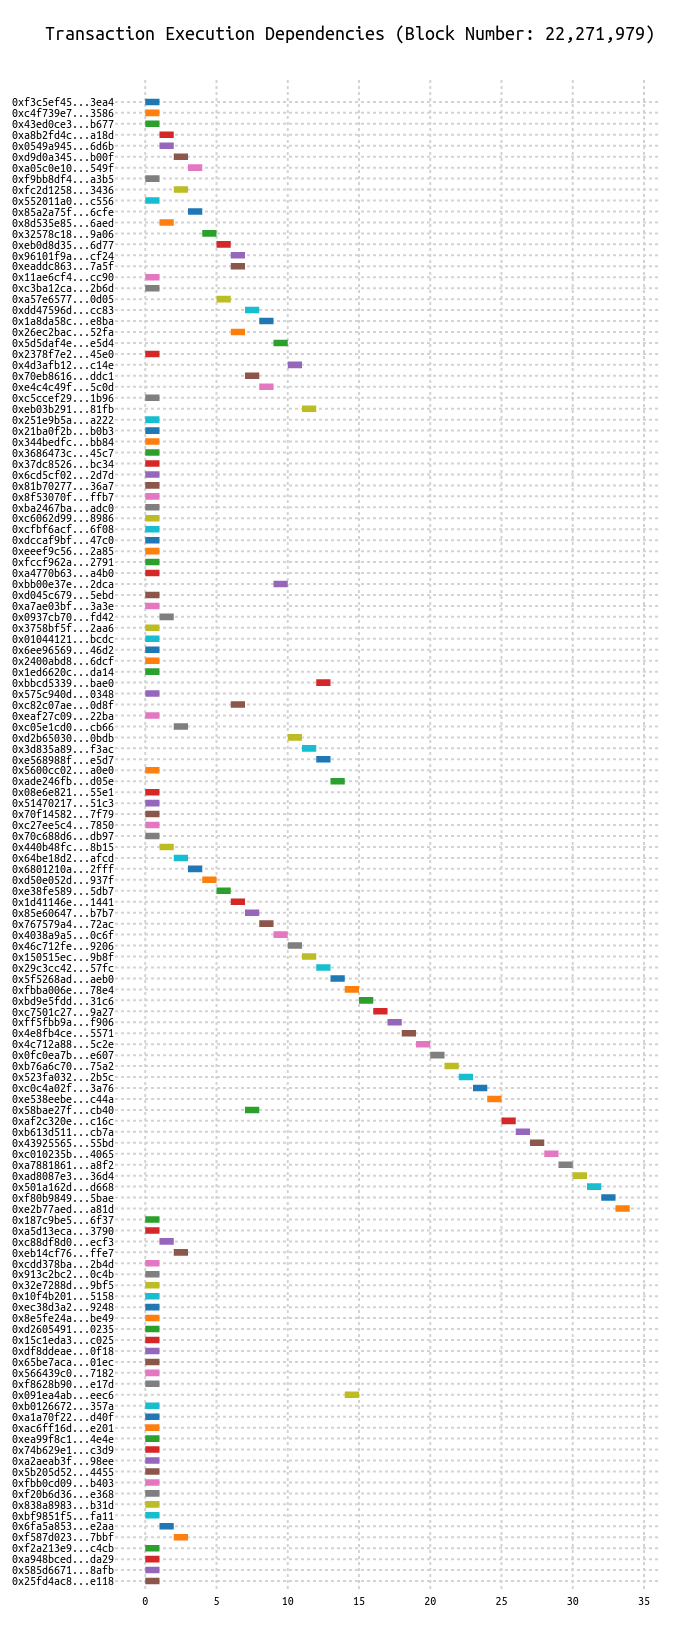 Transaction Execution Dependencies (Block Number: 22,271,979)
0xf3c5ef45...3ea4
0xc4f739e7...3586
0x43ed0ce3...b677
0xa8b2fd4c...a18d
0x0549a945...6d6b
0xd9d0a345...b00f
0xa05c0e10...549f
0xf9bb8df4...a3b5
0xfc2d1258...3436
0x552011a0...c556
0x85a2a75f...6cfe
0x8d535e85...6aed
0x32578c18...9a06
0xeb0d8d35...6d77
0x96101f9a...cf24
0xeaddc863...7a5f
0x11ae6cf4...cc90
0xc3ba12ca...2b6d
0xa57e6577...0d05
0xdd47596d...cc83
0x1a8da58c...e8ba
0x26ec2bac...52fa
0x5d5daf4e...e5d4
0x2378f7e2...45e0
0x4d3afb12...c14e
0x70eb8616...ddc1
0xe4c4c49f...5c0d
0xc5ccef29...1b96
0xeb03b291...81fb
0x251e9b5a...a222
0x21ba0f2b...b0b3
0x344bedfc...bb84
0x3686473c...45c7
0x37dc8526...bc34
0x6cd5cf02...2d7d
0x81b70277...36a7
0x8f53070f...ffb7
0xba2467ba...adc0
0xc6062d99...8986
0xcfbf6acf...6f08
0xdccaf9bf...47c0
0xeeef9c56...2a85
0xfccf962a...2791
0xa4770b63...a4b0
0xbb00e37e...2dca
0xd045c679...5ebd
0xa7ae03bf...3a3e
0x0937cb70...fd42
0x3758bf5f...2aa6
0x01044121...bcdc
0x6ee96569...46d2
0x2400abd8...6dcf
0x1ed6620c...da14
0xbbcd5339...bae0
0x575c940d...0348
0xc82c07ae...0d8f
0xeaf27c09...22ba
0xc05e1cd0...cb66
0xd2b65030...0bdb
0x3d835a89...f3ac
0xe568988f...e5d7
0x5600cc02...a0e0
0xade246fb...d05e
0x08e6e821...55e1
0x51470217...51c3
0x70f14582...7f79
0xc27ee5c4...7850
0x70c688d6...db97
0x440b48fc...8b15
0x64be18d2...afcd
0x6801210a...2fff
0xd50e052d...937f
0xe38fe589...5db7
0x1d41146e...1441
0x85e60647...b7b7
0x767579a4...72ac
0x4038a9a5...0c6f
0x46c712fe...9206
0x150515ec...9b8f
0x29c3cc42...57fc
0x5f5268ad...aeb0
0xfbba006e...78e4
0xbd9e5fdd...31c6
0xc7501c27...9a27
0xff5fbb9a...f906
0x4e8fb4ce...5571
0x4c712a88...5c2e
0x0fc0ea7b...e607
0xb76a6c70...75a2
0x523fa032...2b5c
0xc0c4a02f...3a76
0xe538eebe...c44a
0x58bae27f...cb40
0xaf2c320e...c16c
0xb613d511...cb7a
0x43925565...55bd
0xc010235b...4065
0xa7881861...a8f2
0xad8087e3...36d4
0x501a162d...d668
0xf80b9849...5bae
0xe2b77aed...a81d
0x187c9be5...6f37
0xa5d13eca...3790
0xc88df8d0...ecf3
0xeb14cf76...ffe7
0xcdd378ba...2b4d
0x913c2bc2...0c4b
0x32e7288d...9bf5
0x10f4b201...5158
0xec38d3a2...9248
0x8e5fe24a...be49
0xd2605491...0235
0x15c1eda3...c025
0xdf8ddeae...0f18
0x65be7aca...01ec
0x566439c0...7182
0xf8628b90...e17d
0x091ea4ab...eec6
0xb0126672...357a
0xa1a70f22...d40f
0xac6ff16d...e201
0xea99f8c1...4e4e
0x74b629e1...c3d9
0xa2aeab3f...98ee
0x5b205d52...4455
0xfbb0cd09...b403
0xf20b6d36...e368
0x838a8983...b31d
0xbf9851f5...fa11
0x6fa5a853...e2aa
0xf587d023...7bbf
0xf2a213e9...c4cb
0xa948bced...da29
0x585d6671...8afb
0x25fd4ac8...e118
0 5 10 15 20 25 30 35